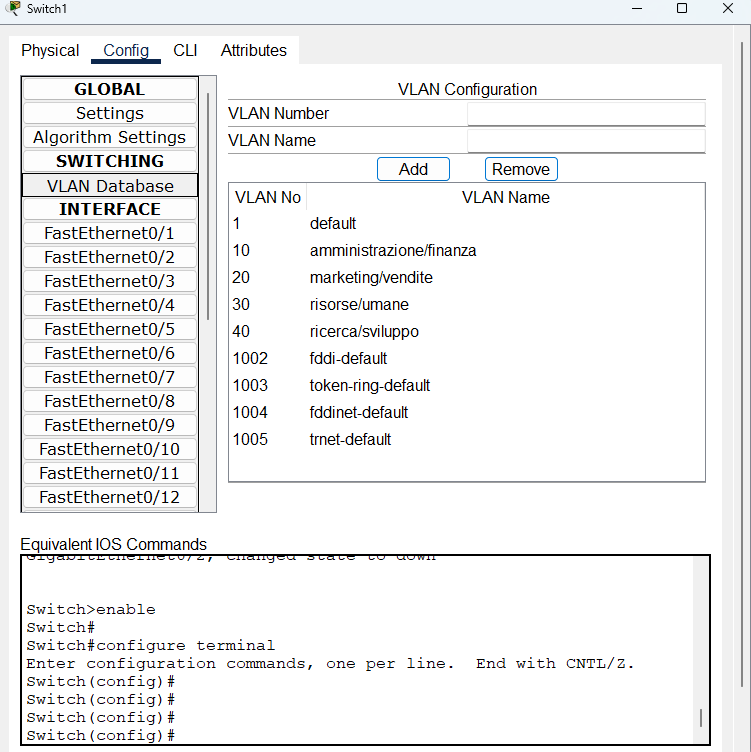 Switch1
Physical Config CLI Attributes
GLOBAL
Settings
Algorithm Settings
SWITCHING
VLAN Database
INTERFACE
FastEthernet0/1
FastEthernet0/2
FastEthernet0/3
FastEthernet0/4
FastEthernet0/5
FastEthernet0/6
FastEthernet0/7
FastEthernet0/8
FastEthernet0/9
FastEthernet0/10
FastEthernet0/11
FastEthernet0/12
VLAN Configuration
VLAN Number
VLAN Name
Add Remove
VLAN No VLAN Name
1 default
10 amministrazione/finanza
20 marketing/vendite
30 risorse/umane
40 ricerca/sviluppo
1002 fddi-default
1003 token-ring-default
1004 fddinet-default
1005 trnet-default
Equivalent IOS Commands
GigabitEthernet0/2, changed state to down
Switch>enable
Switch#
Switch#configure terminal
Enter configuration commands, one per line.  End with CNTL/Z.
Switch(config)#
Switch(config)#
Switch(config)#
Switch(config)#